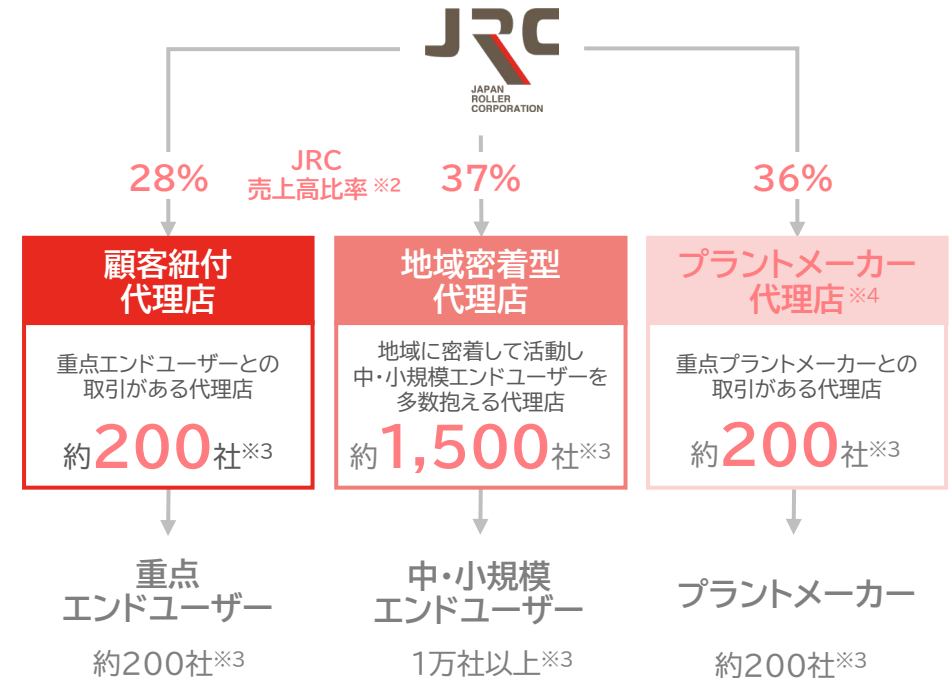 JRC
JAPAN
ROLLER
CORPORATION
28%
JRC
売上高比率※2
37%
36%
顧客紐付
代理店
重点エンドユーザーとの
取引がある代理店
約200社※3
重点
エンドユーザー
約200社※3
地域密着型
代理店
地域に密着して活動し
中・小規模エンドユーザーを
多数抱える代理店
約1,500社※3
中・小規模
エンドユーザー
1万社以上※3
プラントメーカー
代理店※4
重点プラントメーカーとの
取引がある代理店
約200社※3
プラントメーカー
約200社※3